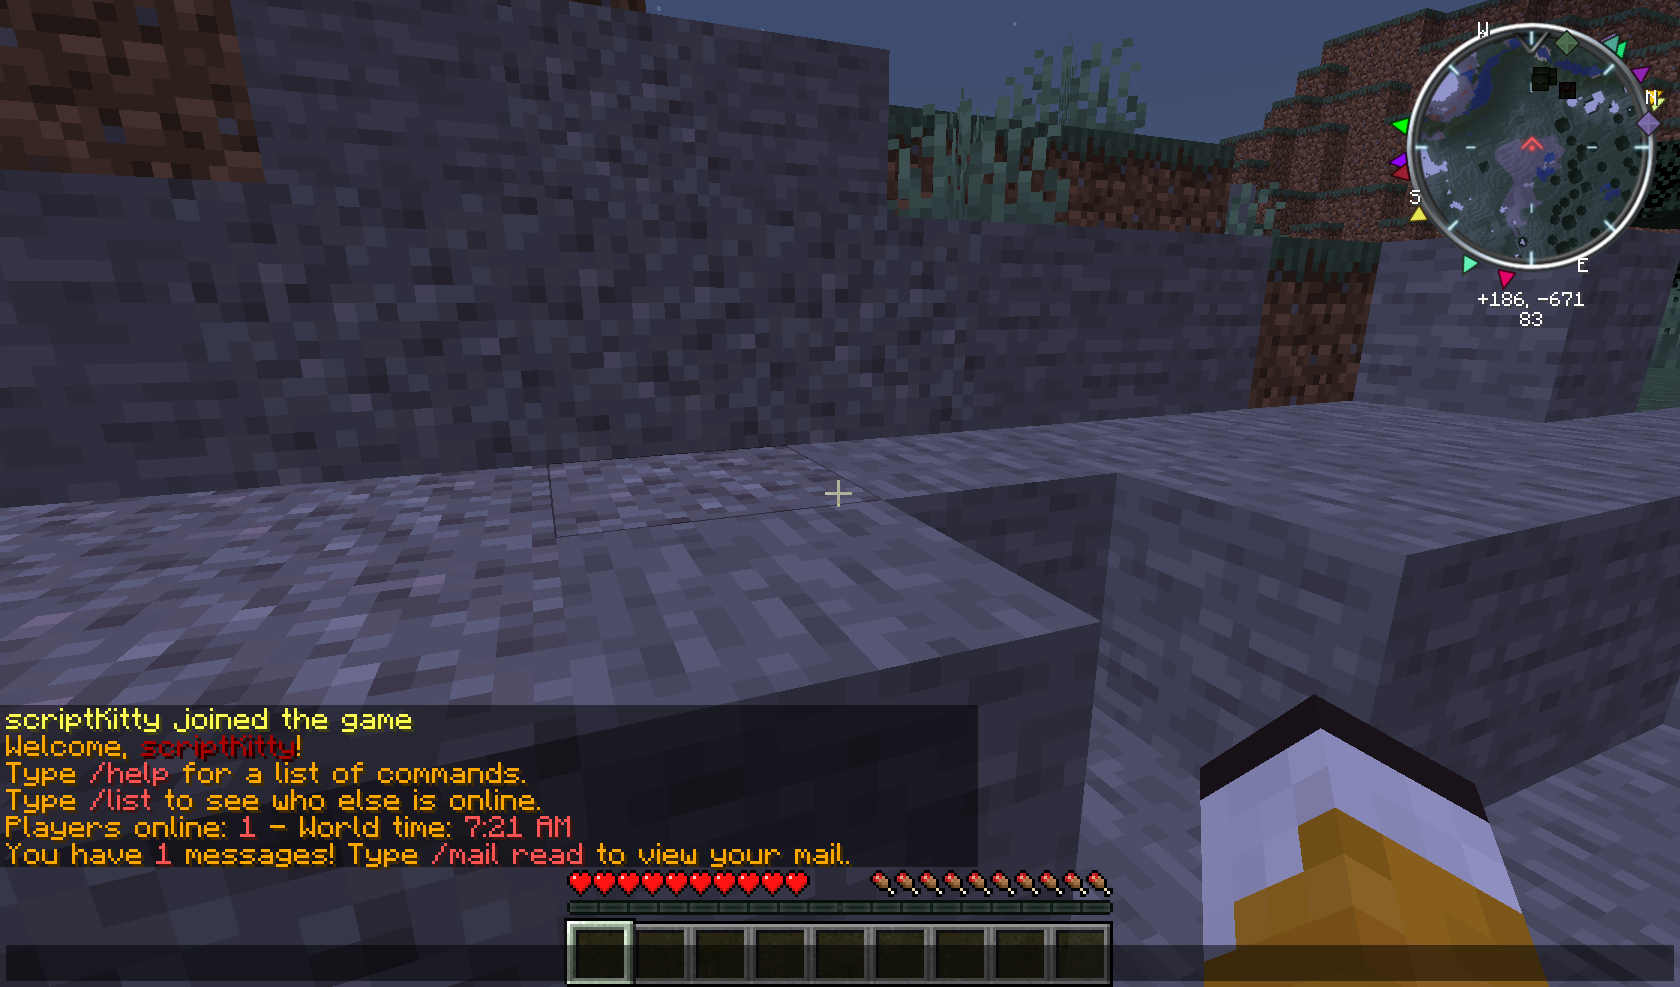 W
N
S
E
+186, -671
83
scriptKitty joined the game
Welcome, scriptKitty!
Type /help for a list of commands.
Type /list to see who else is online.
Players online: 1 - World time: 7:21 AM
You have 1 messages! Type /mail read to view your mail.